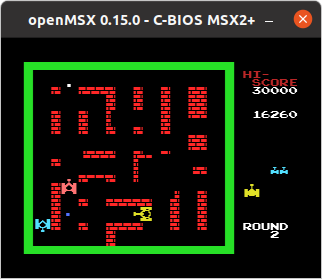 openMSX 0.15.0 - C-BIOS MSX2+
HI-
SCORE
30000
16260
ROUND
2